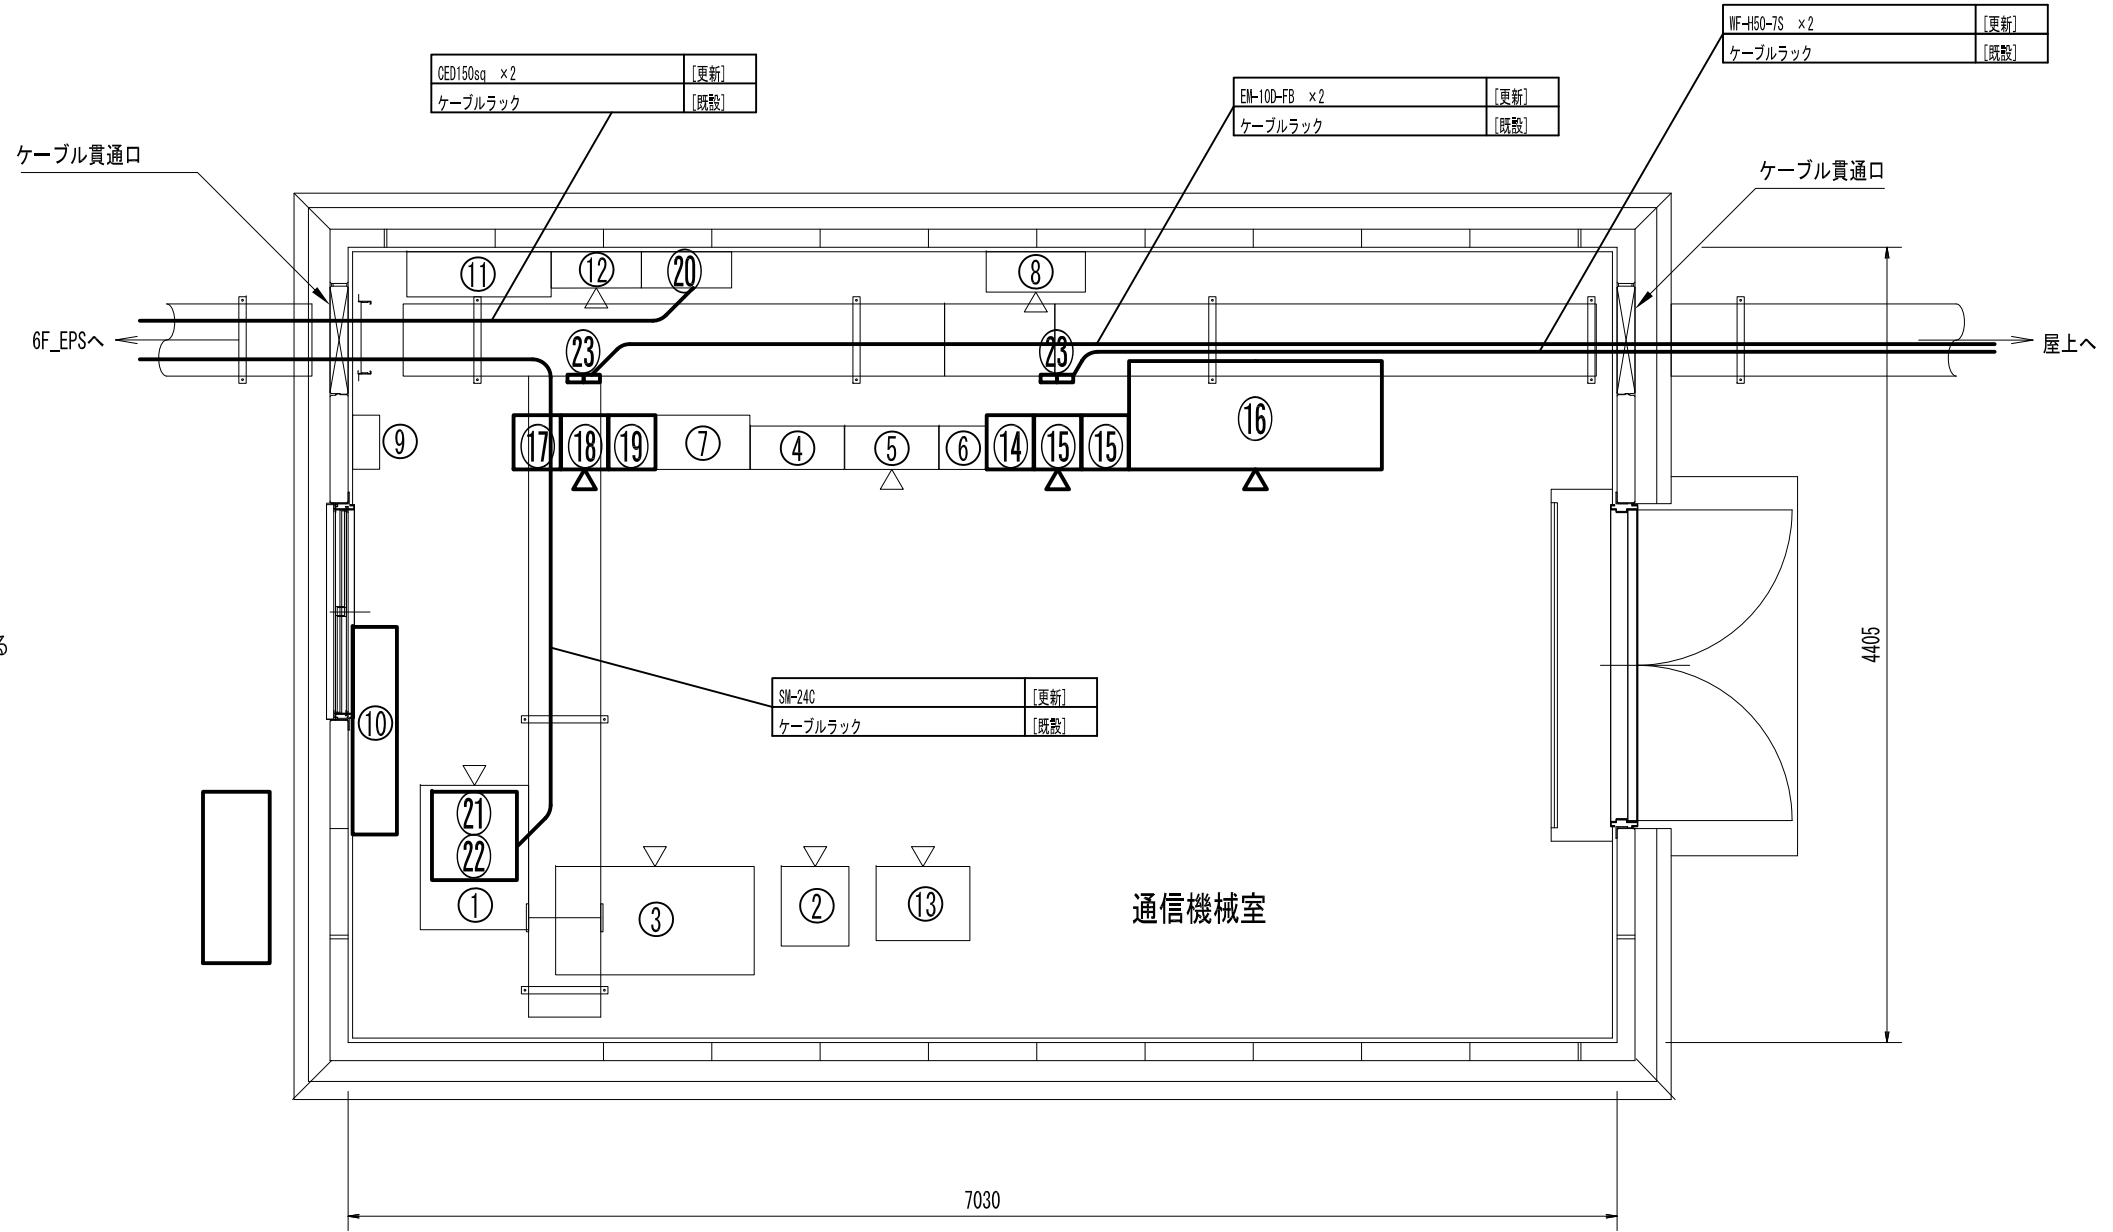 WF-H50-7S ×2 [更新]
ケーブルラック [既設]
CED150sq ×2 [更新]
ケーブルラック [既設]
EM-10D-FB ×2 [更新]
ケーブルラック [既設]
ケーブル貫通口
ケーブル貫通口
⑪ ⑫ ⑳ ⑧
6F_EPSへ
屋上へ
㉓ ㉓
⑨ ⑰ ⑱ ⑲ ⑦ ④ ⑤ ⑥ ⑭ ⑮ ⑮ ⑯
る
4405
SM-24C [更新]
ケーブルラック [既設]
⑩
㉑
㉒
① ③ ② ⑬
通信機械室
7030